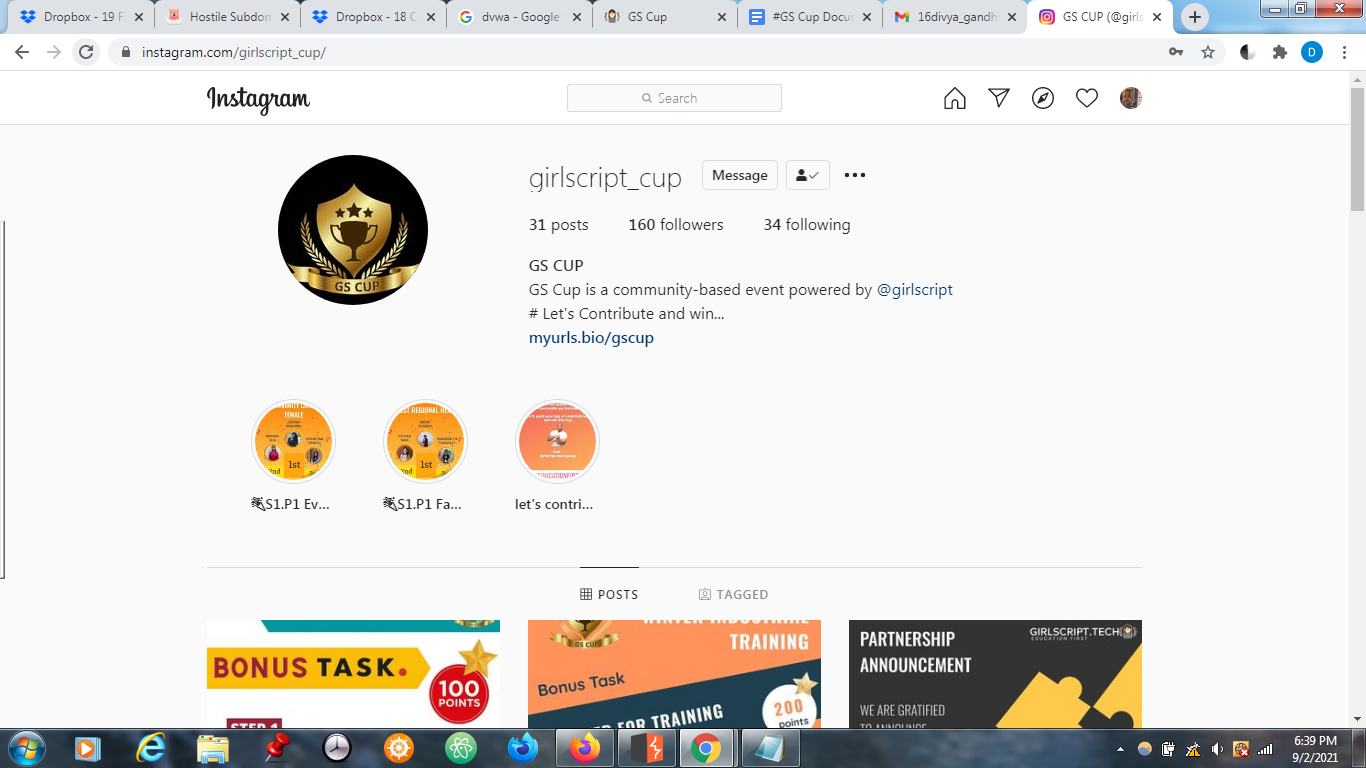 Dropbox - 19 F
Hostile Subdom
Dropbox - 18 C
dvwa - Google
GS Cup
#GS Cup Docu
16divya_gandh
GS CUP (@girls
instagram.com/girlscript_cup/
D
Instagram
Search
girlscript_cup
Message
31 posts
160 followers
34 following
GS CUP
GS CUP
GS Cup is a community-based event powered by @girlscript
# Let's Contribute and win...
myurls.bio/gscup
FEMALE
1st
1st
S1.P1 Ev...
S1.P1 Fa...
let's contri...
POSTS
TAGGED
BONUS TASK.
100
POINTS
STEP 1
GS CUP
WINTER INDUSTRIAL
TRAINING
Bonus Task
200
points
FOR TRAINING
PARTNERSHIP
ANNOUNCEMENT
GIRLSCRIPT.TECH
EDUCATION FIRST
WE ARE GRATIFIED
TO ANNOUNCE
6:39 PM
9/2/2021